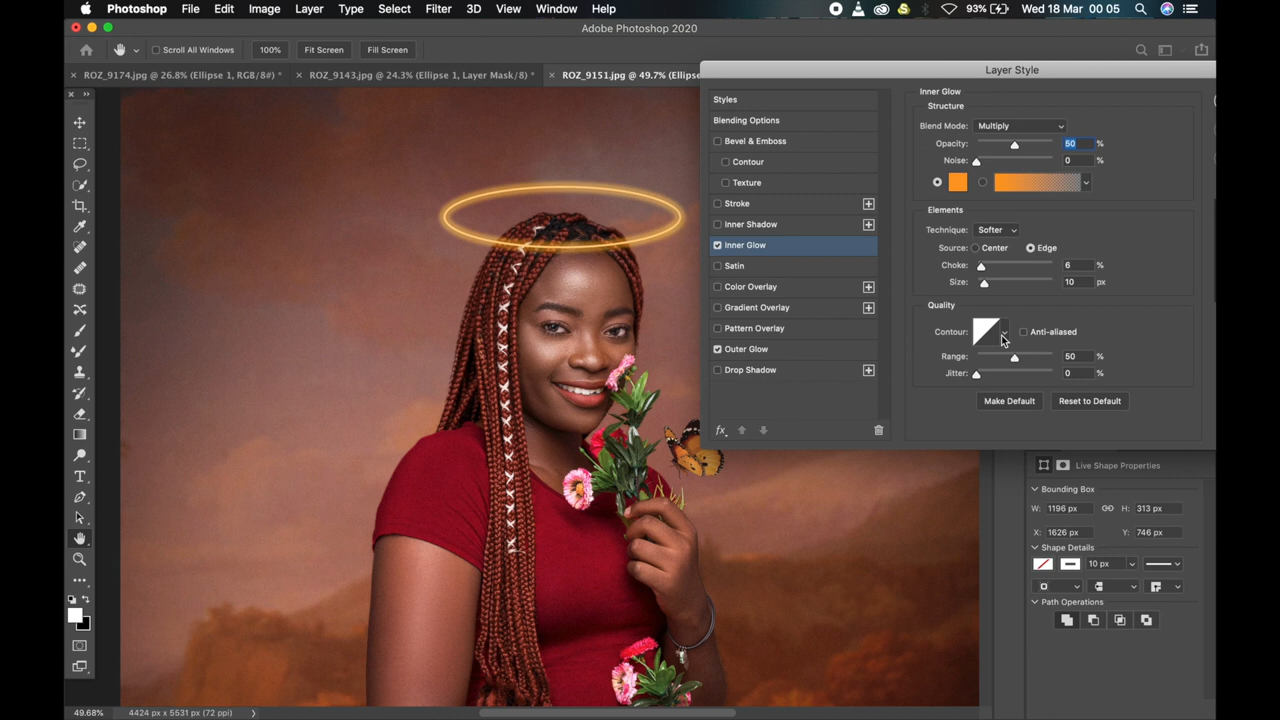 Photoshop File Edit Image Layer Type Select Filter 3D View Window Help 93% Wed 18 Mar 00 05
Adobe Photoshop 2020
Scroll All Windows 100% Fit Screen Fill Screen
ROZ_9174.jpg @ 26.8% (Ellipse 1, RGB/8#) * ROZ_9143.jpg @ 24.3% (Ellipse 1, Layer Mask/8) * ROZ_9151.jpg @ 49.7% (Ellipse
Layer Style
Styles
Blending Options
Bevel & Emboss
Contour
Texture
Stroke
Inner Shadow
Inner Glow
Satin
Color Overlay
Gradient Overlay
Pattern Overlay
Outer Glow
Drop Shadow
fx
Inner Glow
Structure
Blend Mode: Multiply
Opacity: 50 %
Noise: 0 %
Elements
Technique: Softer
Source: Center Edge
Choke: 6 %
Size: 10 px
Quality
Contour: Anti-aliased
Range: 50 %
Jitter: 0 %
Make Default Reset to Default
Live Shape Properties
Bounding Box
W: 1196 px H: 313 px
X: 1626 px Y: 746 px
Shape Details
10 px
Path Operations
49.68% 4424 px x 5531 px (72 ppi)